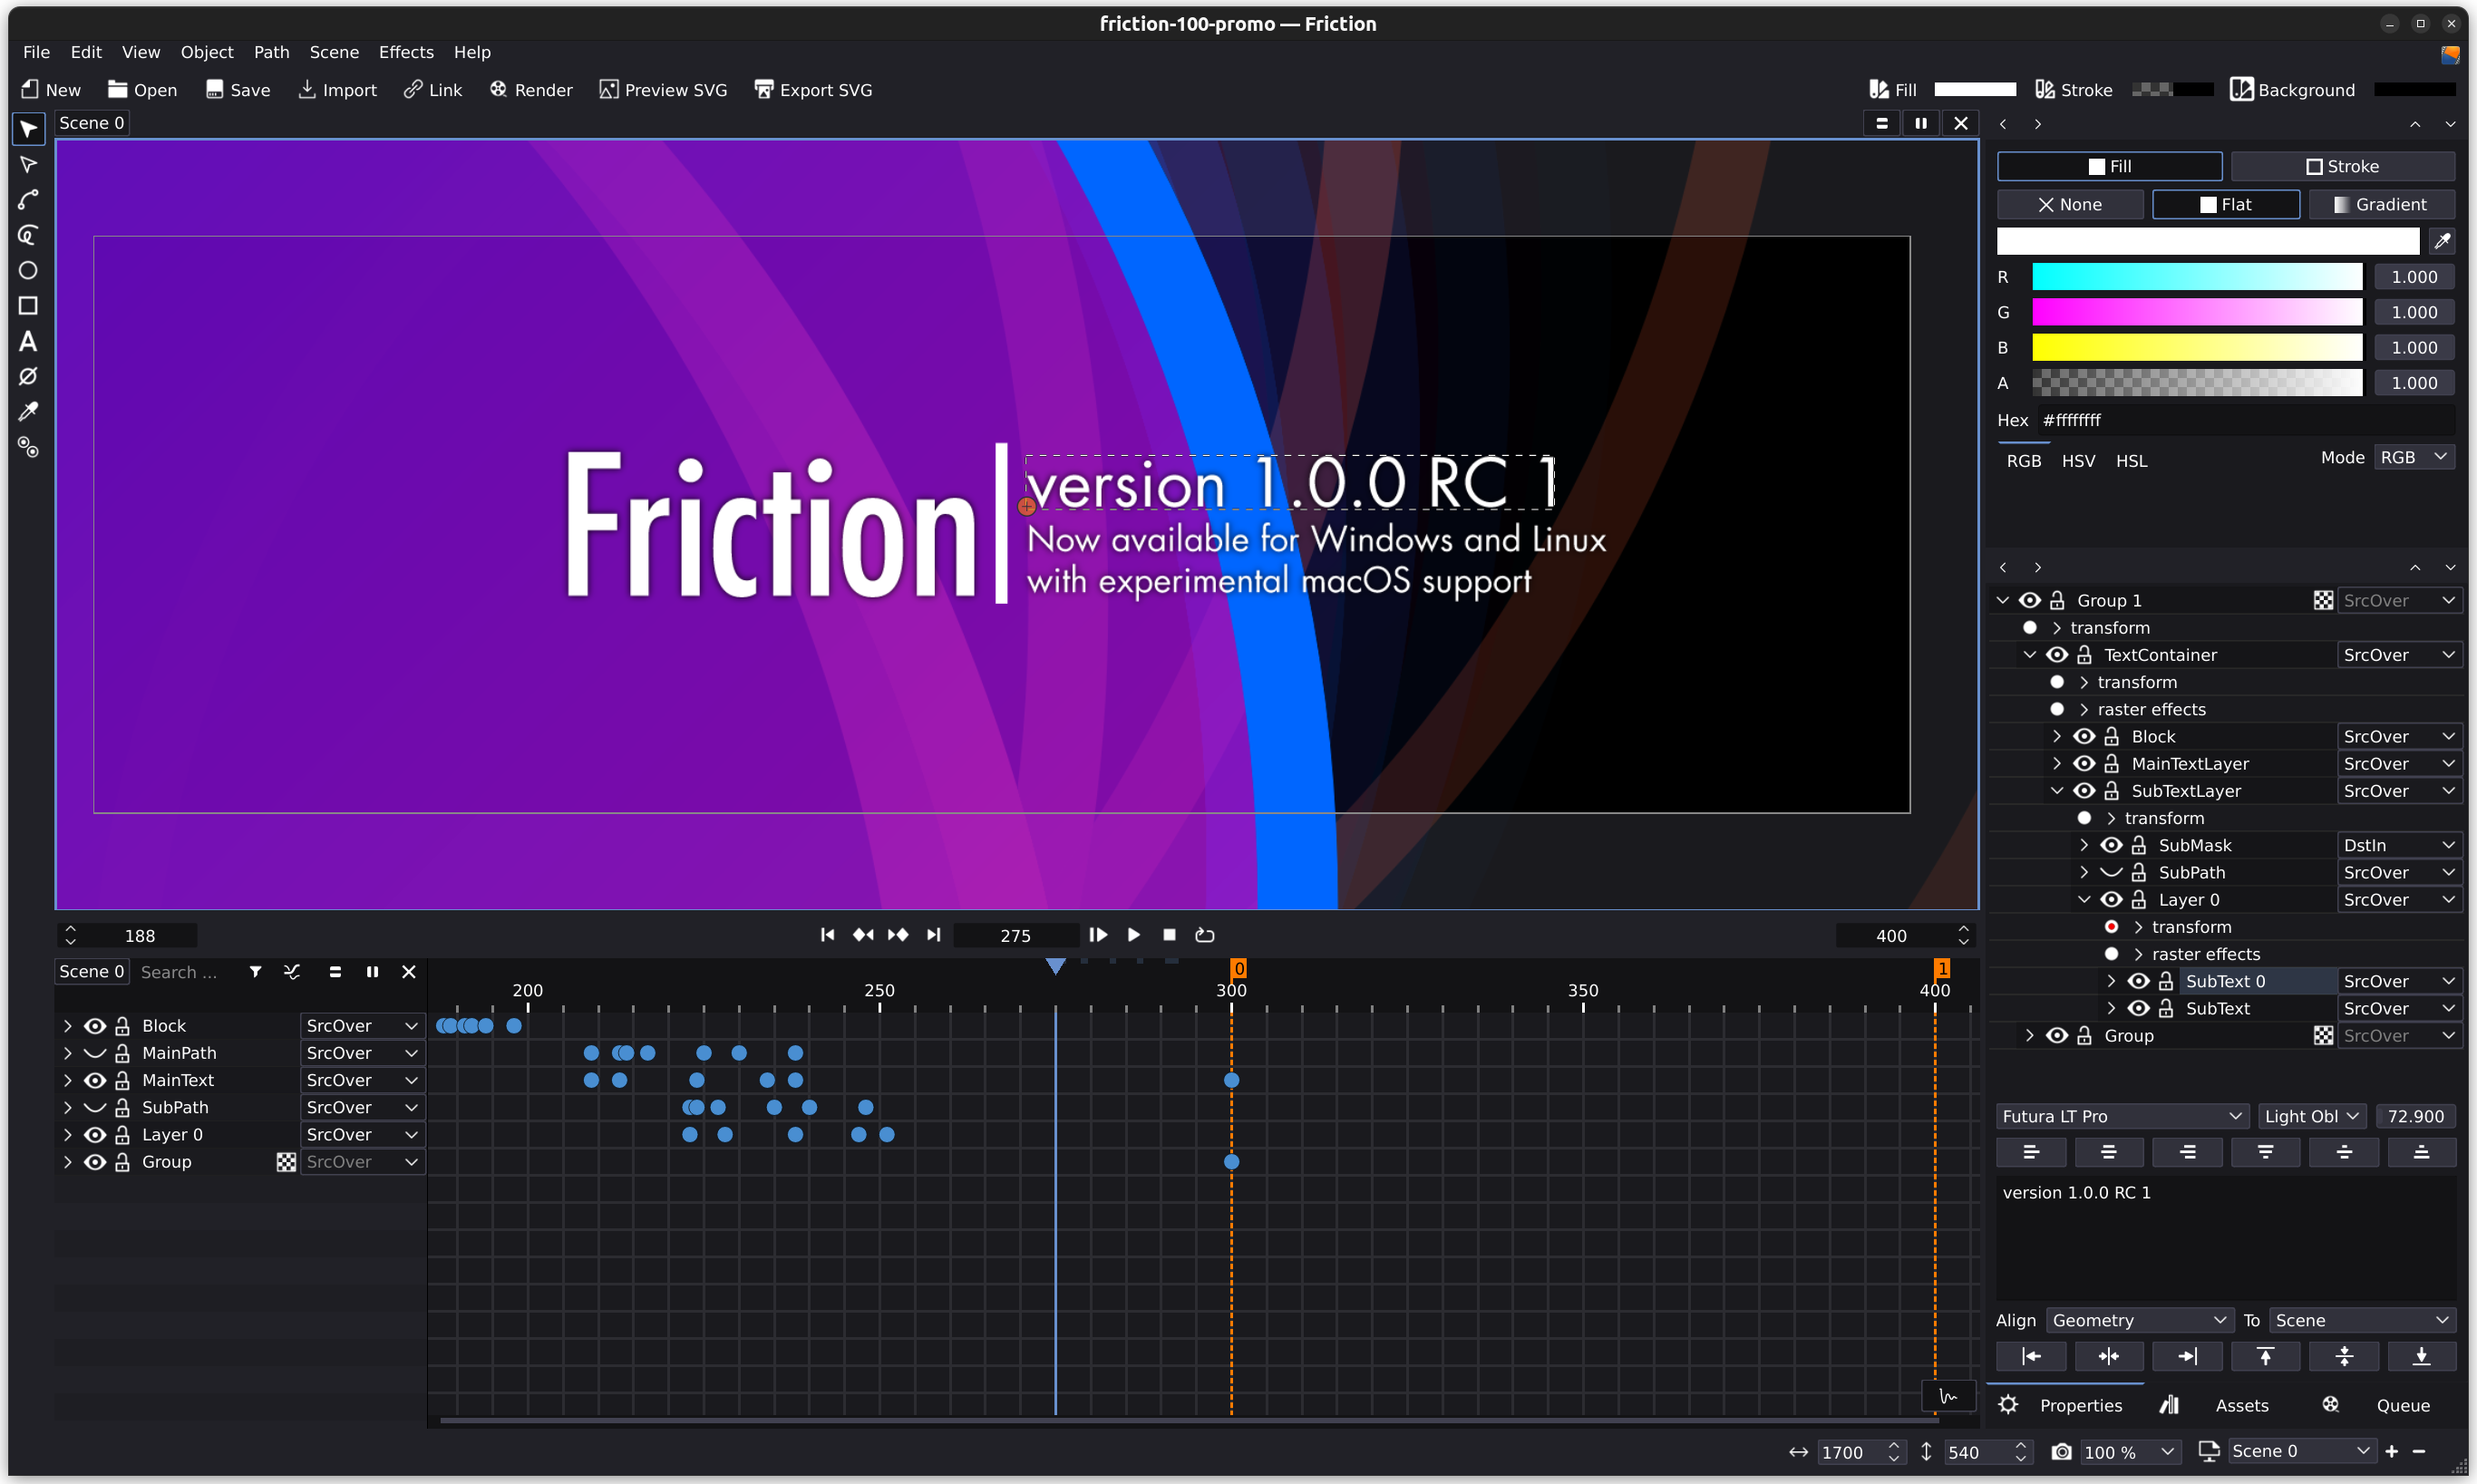 friction-100-promo — Friction
File Edit View Object Path Scene Effects Help
New Open Save Import Link Render Preview SVG Export SVG Fill Stroke Background
Scene 0
Fill Stroke
None Flat Gradient
R 1.000
G 1.000
B 1.000
A 1.000
Hex #ffffffff
RGB HSV HSL Mode RGB
Friction
version 1.0.0 RC 1
Now available for Windows and Linux
with experimental macOS support
Group 1 SrcOver
transform
TextContainer SrcOver
transform
raster effects
Block SrcOver
MainTextLayer SrcOver
SubTextLayer SrcOver
transform
SubMask DstIn
SubPath SrcOver
Layer 0 SrcOver
transform
raster effects
SubText 0 SrcOver
SubText SrcOver
Group SrcOver
188 275 400
Scene 0 Search ...
0 1
200 250 300 350 400
Block SrcOver
MainPath SrcOver
MainText SrcOver
SubPath SrcOver
Layer 0 SrcOver
Group SrcOver
Futura LT Pro Light Obl 72.900
version 1.0.0 RC 1
Align Geometry To Scene
Properties Assets Queue
1700 540 100 % Scene 0